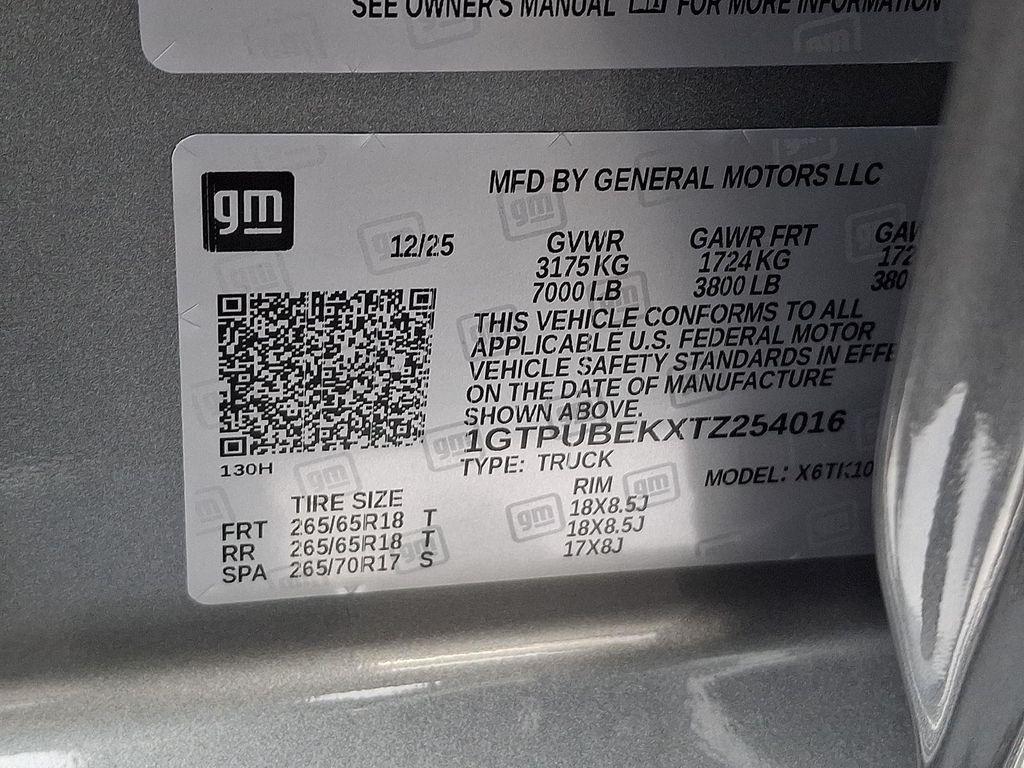 SEE OWNER'S MANUAL FOR MORE INFORMATION
gm
MFD BY GENERAL MOTORS LLC
12/25 GVWR GAWR FRT
3175 KG 1724 KG
7000 LB 3800 LB
THIS VEHICLE CONFORMS TO ALL
APPLICABLE U.S. FEDERAL MOTOR
VEHICLE SAFETY STANDARDS IN
ON THE DATE OF MANUFACTURE
SHOWN ABOVE.
1GTPUBEKXTZ254016
130H
TYPE: TRUCK MODEL:
TIRE SIZE RIM
FRT 265/65R18 T 18X8.5J
RR 265/65R18 T 18X8.5J
SPA 265/70R17 S 17X8J